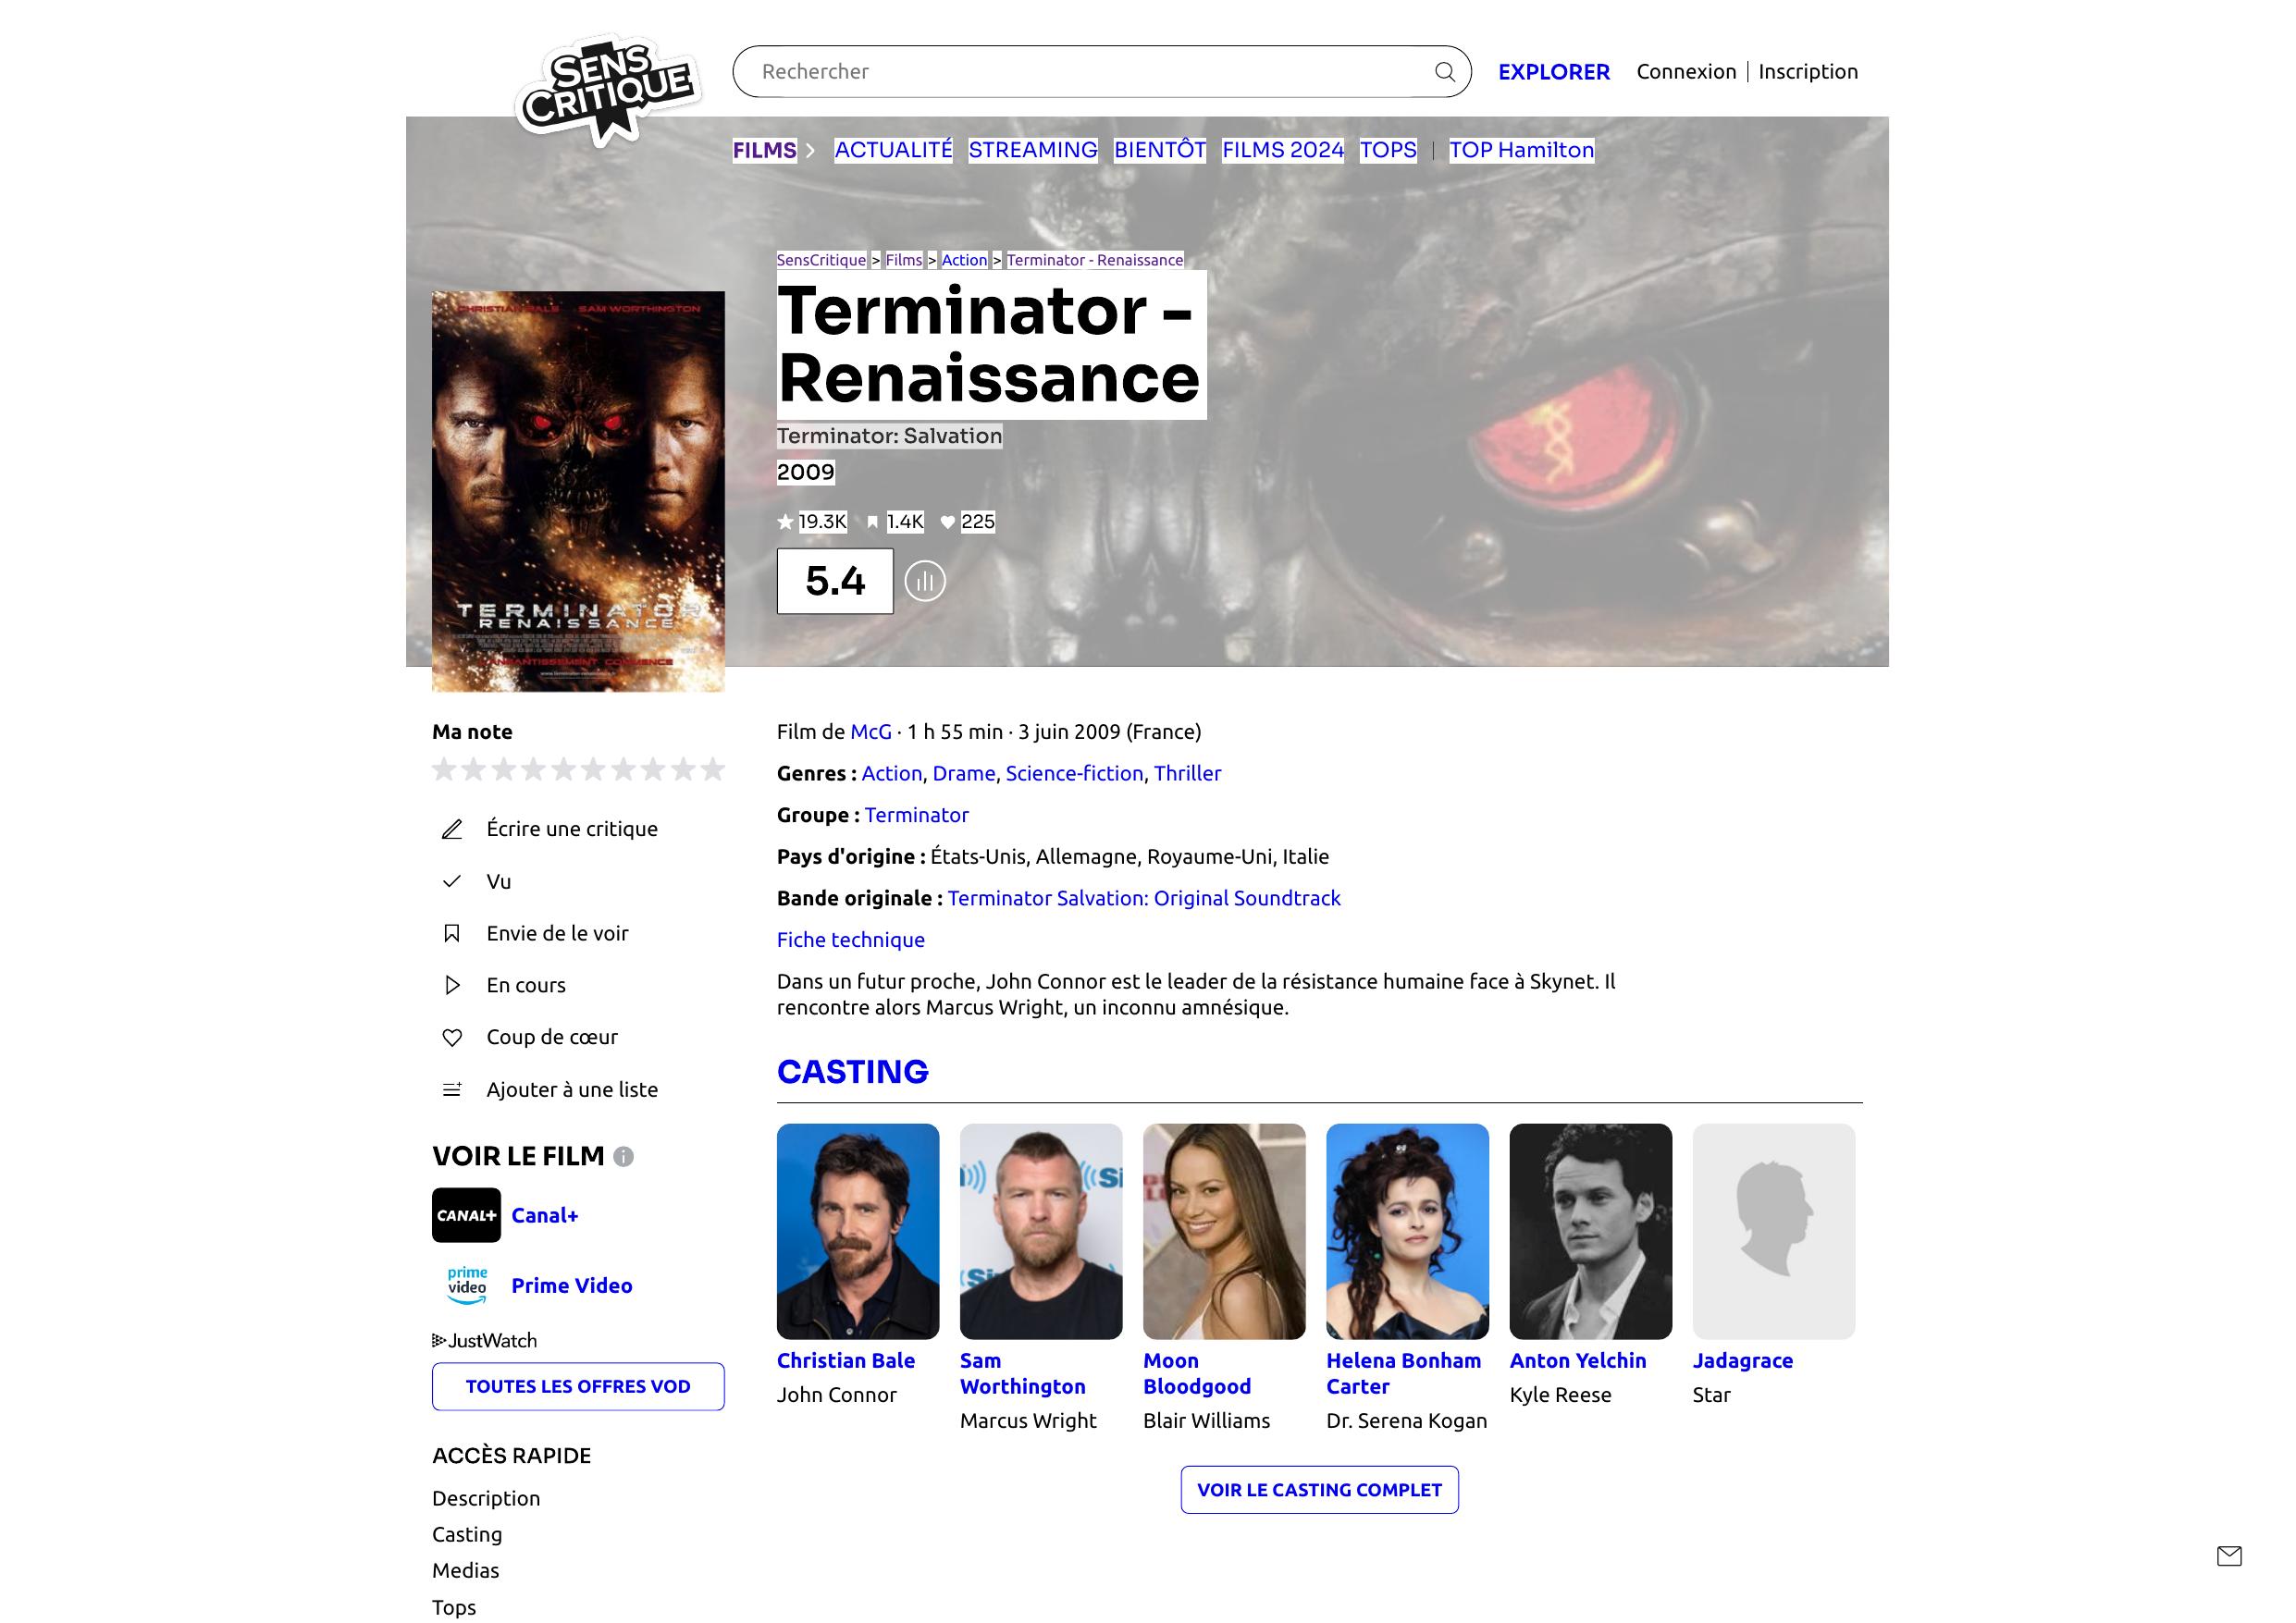 SENS
CRITIQUE
Rechercher
EXPLORER
Connexion | Inscription
FILMS
ACTUALITÉ
STREAMING
BIENTÔT
FILMS 2024
TOPS
TOP Hamilton
SensCritique > Films > Action > Terminator - Renaissance
Terminator -
Renaissance
Terminator: Salvation
2009
19.3K 1.4K 225
5.4
CHRISTIAN BALE SAM WORTHINGTON
TERMINATOR
RENAISSANCE
L'ANÉANTISSEMENT COMMENCE
Ma note
Écrire une critique
Vu
Envie de le voir
En cours
Coup de cœur
Ajouter à une liste
VOIR LE FILM
CANAL+ Canal+
prime
video
Prime Video
JustWatch
TOUTES LES OFFRES VOD
ACCÈS RAPIDE
Description
Casting
Medias
Tops
Film de McG · 1 h 55 min · 3 juin 2009 (France)
Genres : Action, Drame, Science-fiction, Thriller
Groupe : Terminator
Pays d'origine : États-Unis, Allemagne, Royaume-Uni, Italie
Bande originale : Terminator Salvation: Original Soundtrack
Fiche technique
Dans un futur proche, John Connor est le leader de la résistance humaine face à Skynet. Il
rencontre alors Marcus Wright, un inconnu amnésique.
CASTING
Christian Bale
John Connor
Sam
Worthington
Marcus Wright
Moon
Bloodgood
Blair Williams
Helena Bonham
Carter
Dr. Serena Kogan
Anton Yelchin
Kyle Reese
Jadagrace
Star
VOIR LE CASTING COMPLET